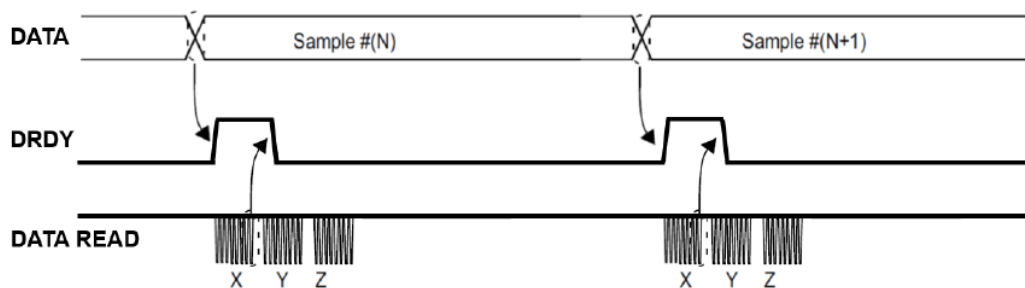 DATA Sample #(N) Sample #(N+1)
DRDY
DATA READ
X Y Z X Y Z